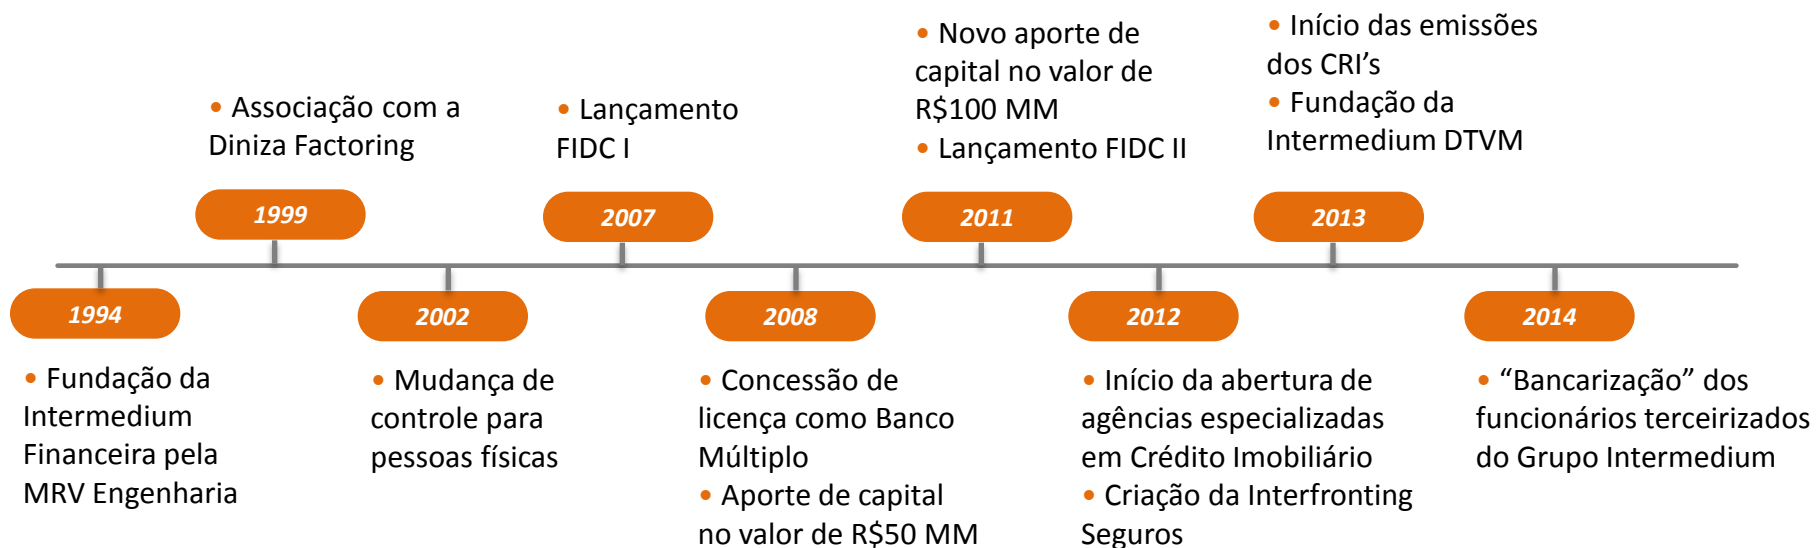 • Associação com a
Diniza Factoring
• Lançamento
FIDC I
• Novo aporte de
capital no valor de
R$100 MM
• Lançamento FIDC II
• Início das emissões
dos CRI’s
• Fundação da
Intermedium DTVM
1999
2007
2011
2013
1994
2002
2008
2012
2014
• Fundação da
Intermedium
Financeira pela
MRV Engenharia
• Mudança de
controle para
pessoas físicas
• Concessão de
licença como Banco
Múltiplo
• Aporte de capital
no valor de R$50 MM
• Início da abertura de
agências especializadas
em Crédito Imobiliário
• Criação da Interfronting
Seguros
• “Bancarização” dos
funcionários terceirizados
do Grupo Intermedium